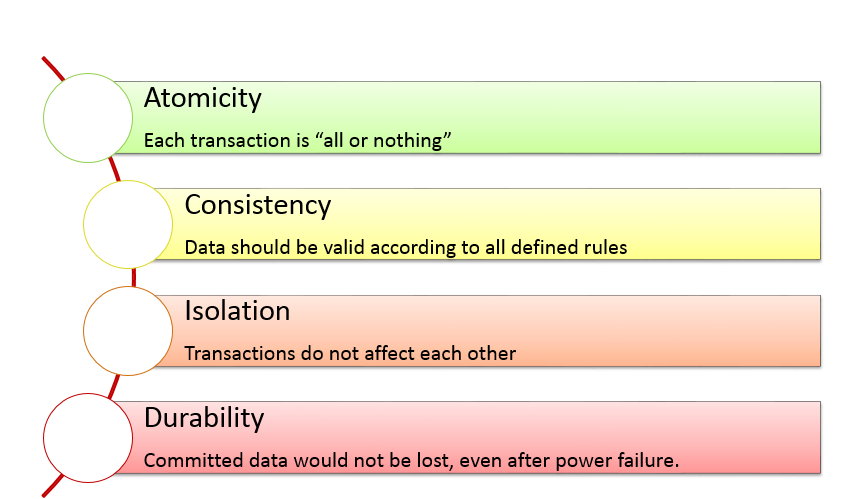 Atomicity
Each transaction is “all or nothing”
Consistency
Data should be valid according to all defined rules
Isolation
Transactions do not affect each other
Durability
Committed data would not be lost, even after power failure.